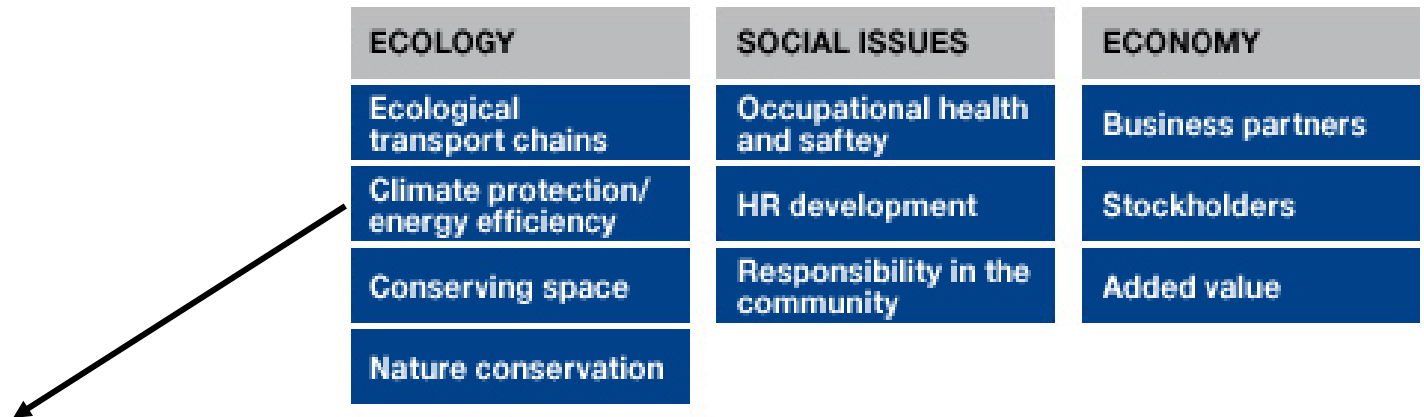 ECOLOGY
Ecological
transport chains
Climate protection/
energy efficiency
Conserving space
Nature conservation
SOCIAL ISSUES
Occupational health
and saftey
HR development
Responsibility in the
community
ECONOMY
Business partners
Stockholders
Added value